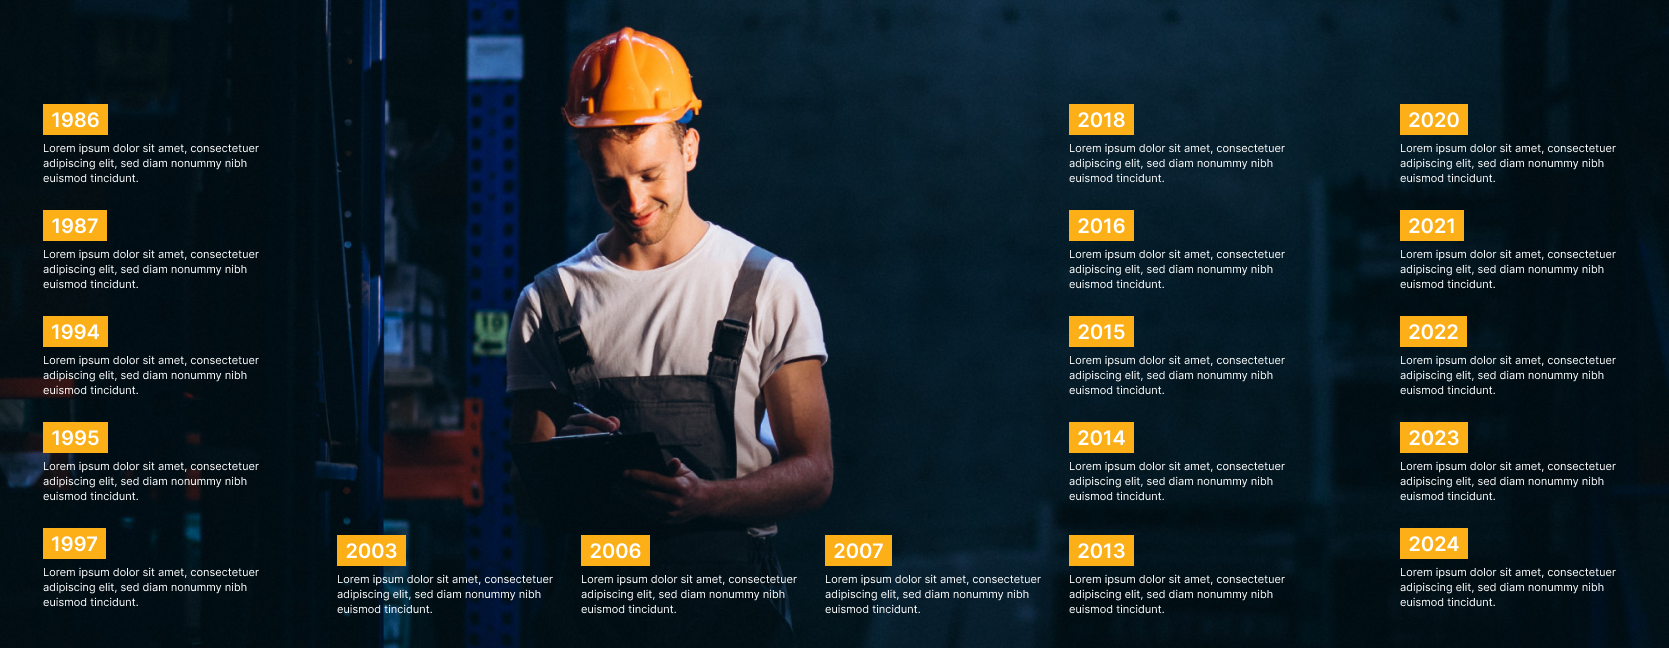 1986
Lorem ipsum dolor sit amet, consectetuer
adipiscing elit, sed diam nonummy nibh
euismod tincidunt.
1987
Lorem ipsum dolor sit amet, consectetuer
adipiscing elit, sed diam nonummy nibh
euismod tincidunt.
1994
Lorem ipsum dolor sit amet, consectetuer
adipiscing elit, sed diam nonummy nibh
euismod tincidunt.
1995
Lorem ipsum dolor sit amet, consectetuer
adipiscing elit, sed diam nonummy nibh
euismod tincidunt.
1997
Lorem ipsum dolor sit amet, consectetuer
adipiscing elit, sed diam nonummy nibh
euismod tincidunt.
2003
Lorem ipsum dolor sit amet, consectetuer
adipiscing elit, sed diam nonummy nibh
euismod tincidunt.
2006
Lorem ipsum dolor sit amet, consectetuer
adipiscing elit, sed diam nonummy nibh
euismod tincidunt.
2007
Lorem ipsum dolor sit amet, consectetuer
adipiscing elit, sed diam nonummy nibh
euismod tincidunt.
2018
Lorem ipsum dolor sit amet, consectetuer
adipiscing elit, sed diam nonummy nibh
euismod tincidunt.
2016
Lorem ipsum dolor sit amet, consectetuer
adipiscing elit, sed diam nonummy nibh
euismod tincidunt.
2015
Lorem ipsum dolor sit amet, consectetuer
adipiscing elit, sed diam nonummy nibh
euismod tincidunt.
2014
Lorem ipsum dolor sit amet, consectetuer
adipiscing elit, sed diam nonummy nibh
euismod tincidunt.
2013
Lorem ipsum dolor sit amet, consectetuer
adipiscing elit, sed diam nonummy nibh
euismod tincidunt.
2020
Lorem ipsum dolor sit amet, consectetuer
adipiscing elit, sed diam nonummy nibh
euismod tincidunt.
2021
Lorem ipsum dolor sit amet, consectetuer
adipiscing elit, sed diam nonummy nibh
euismod tincidunt.
2022
Lorem ipsum dolor sit amet, consectetuer
adipiscing elit, sed diam nonummy nibh
euismod tincidunt.
2023
Lorem ipsum dolor sit amet, consectetuer
adipiscing elit, sed diam nonummy nibh
euismod tincidunt.
2024
Lorem ipsum dolor sit amet, consectetuer
adipiscing elit, sed diam nonummy nibh
euismod tincidunt.